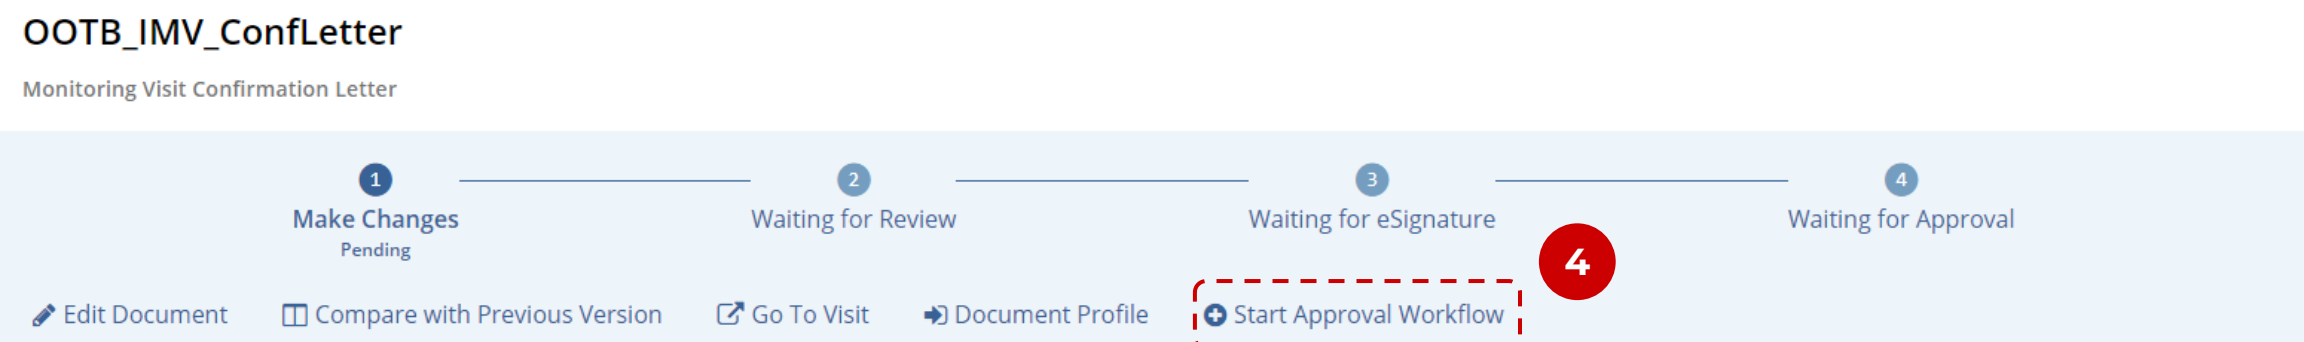 OOTB_IMV_ConfLetter
Monitoring Visit Confirmation Letter
1 2 3 4
Make Changes Waiting for Review Waiting for eSignature Waiting for Approval
Pending
4
Edit Document Compare with Previous Version Go To Visit Document Profile Start Approval Workflow